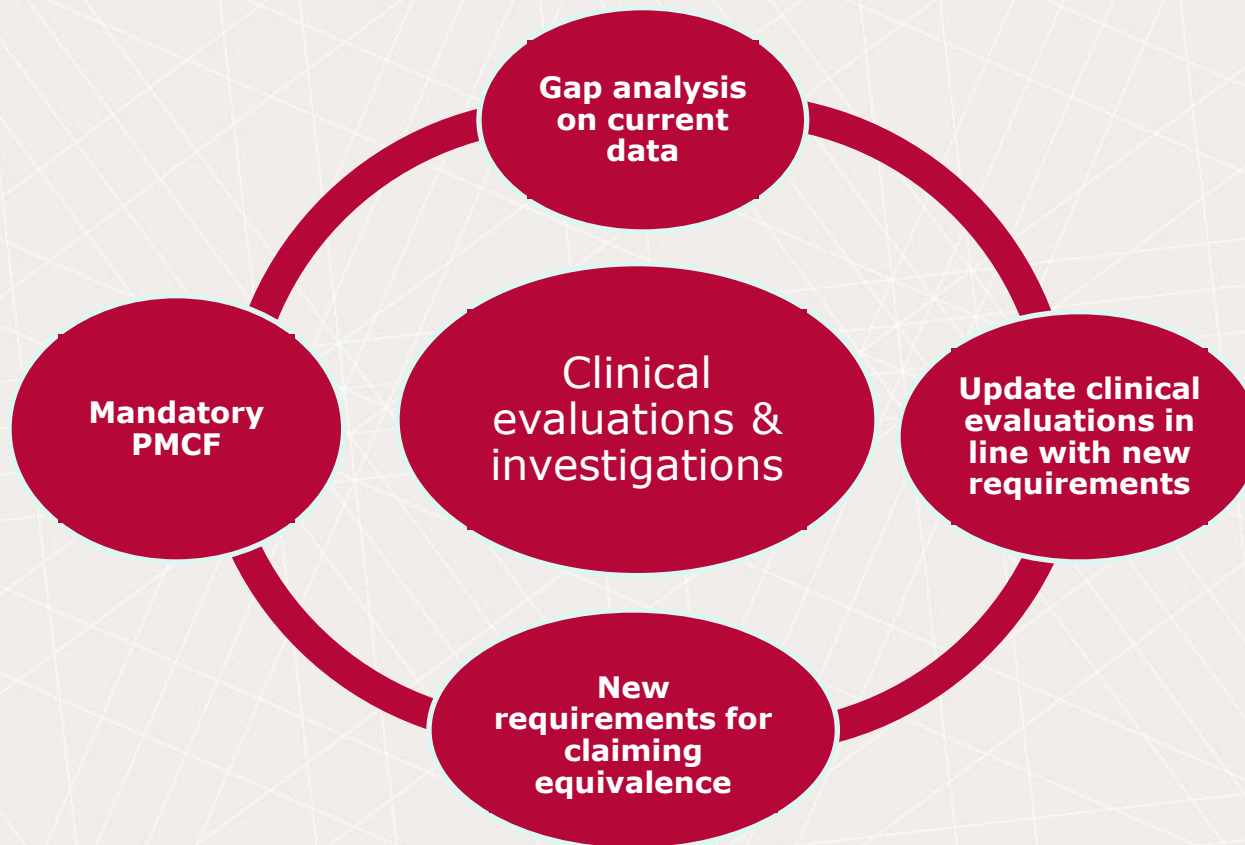 Gap analysis
on current
data
Clinical
evaluations &
investigations
Mandatory
PMCF
Update clinical
evaluations in
line with new
requirements
New
requirements for
claiming
equivalence